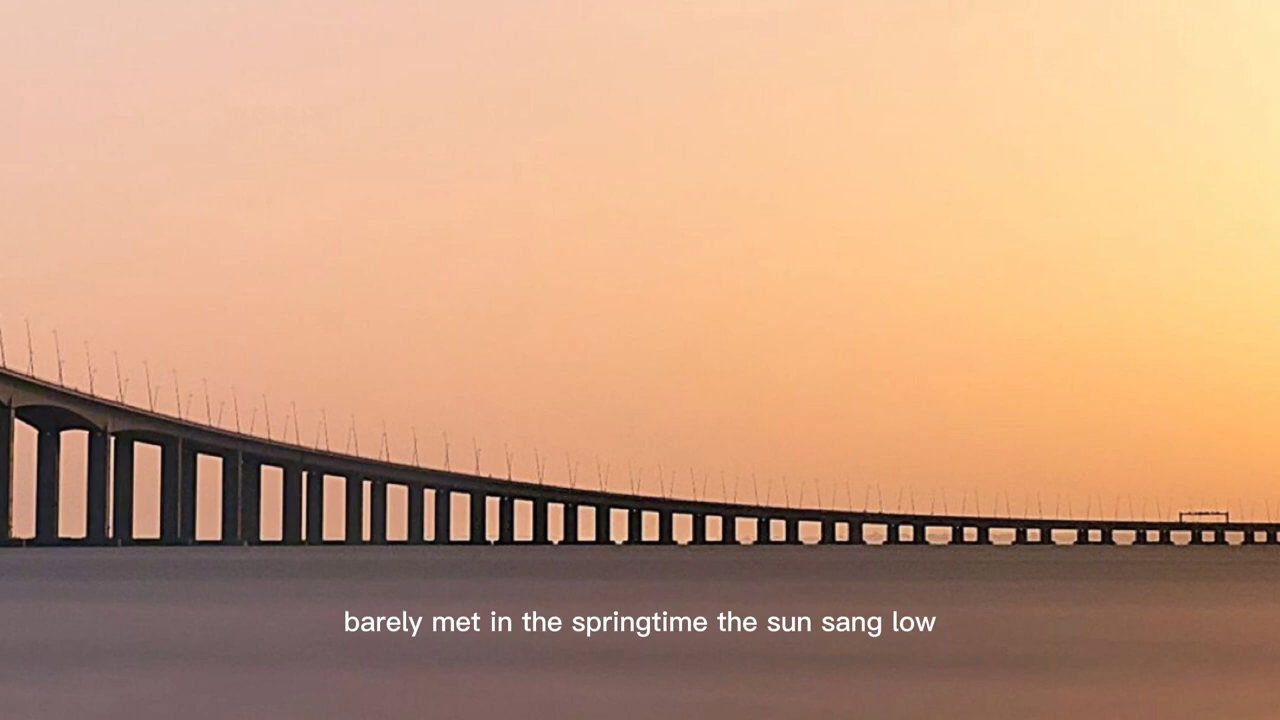 barely met in the springtime the sun sang low